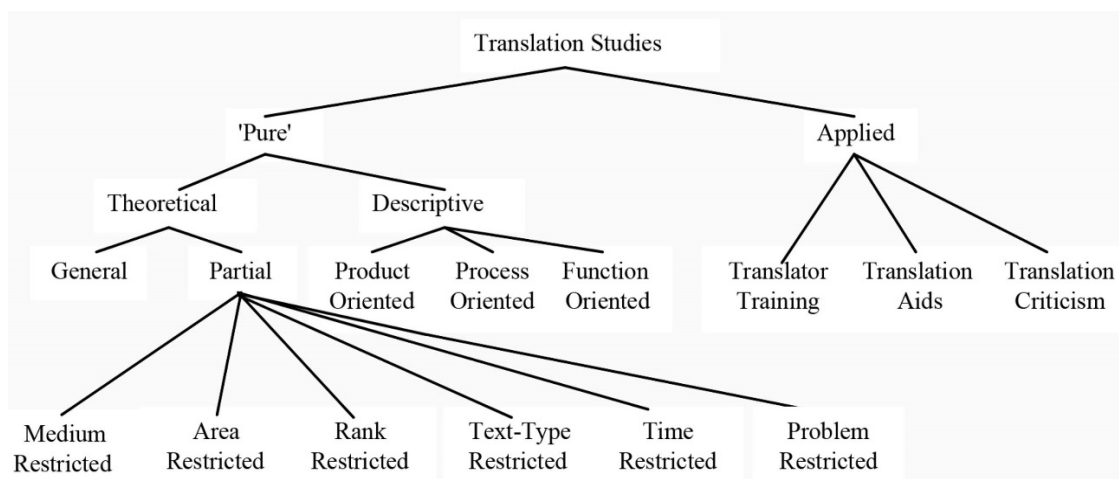 Translation Studies
'Pure'
Applied
Theoretical
Descriptive
General
Partial
Product
Oriented
Process
Oriented
Function
Oriented
Translator
Training
Translation
Aids
Translation
Criticism
Medium
Restricted
Area
Restricted
Rank
Restricted
Text-Type
Restricted
Time
Restricted
Problem
Restricted